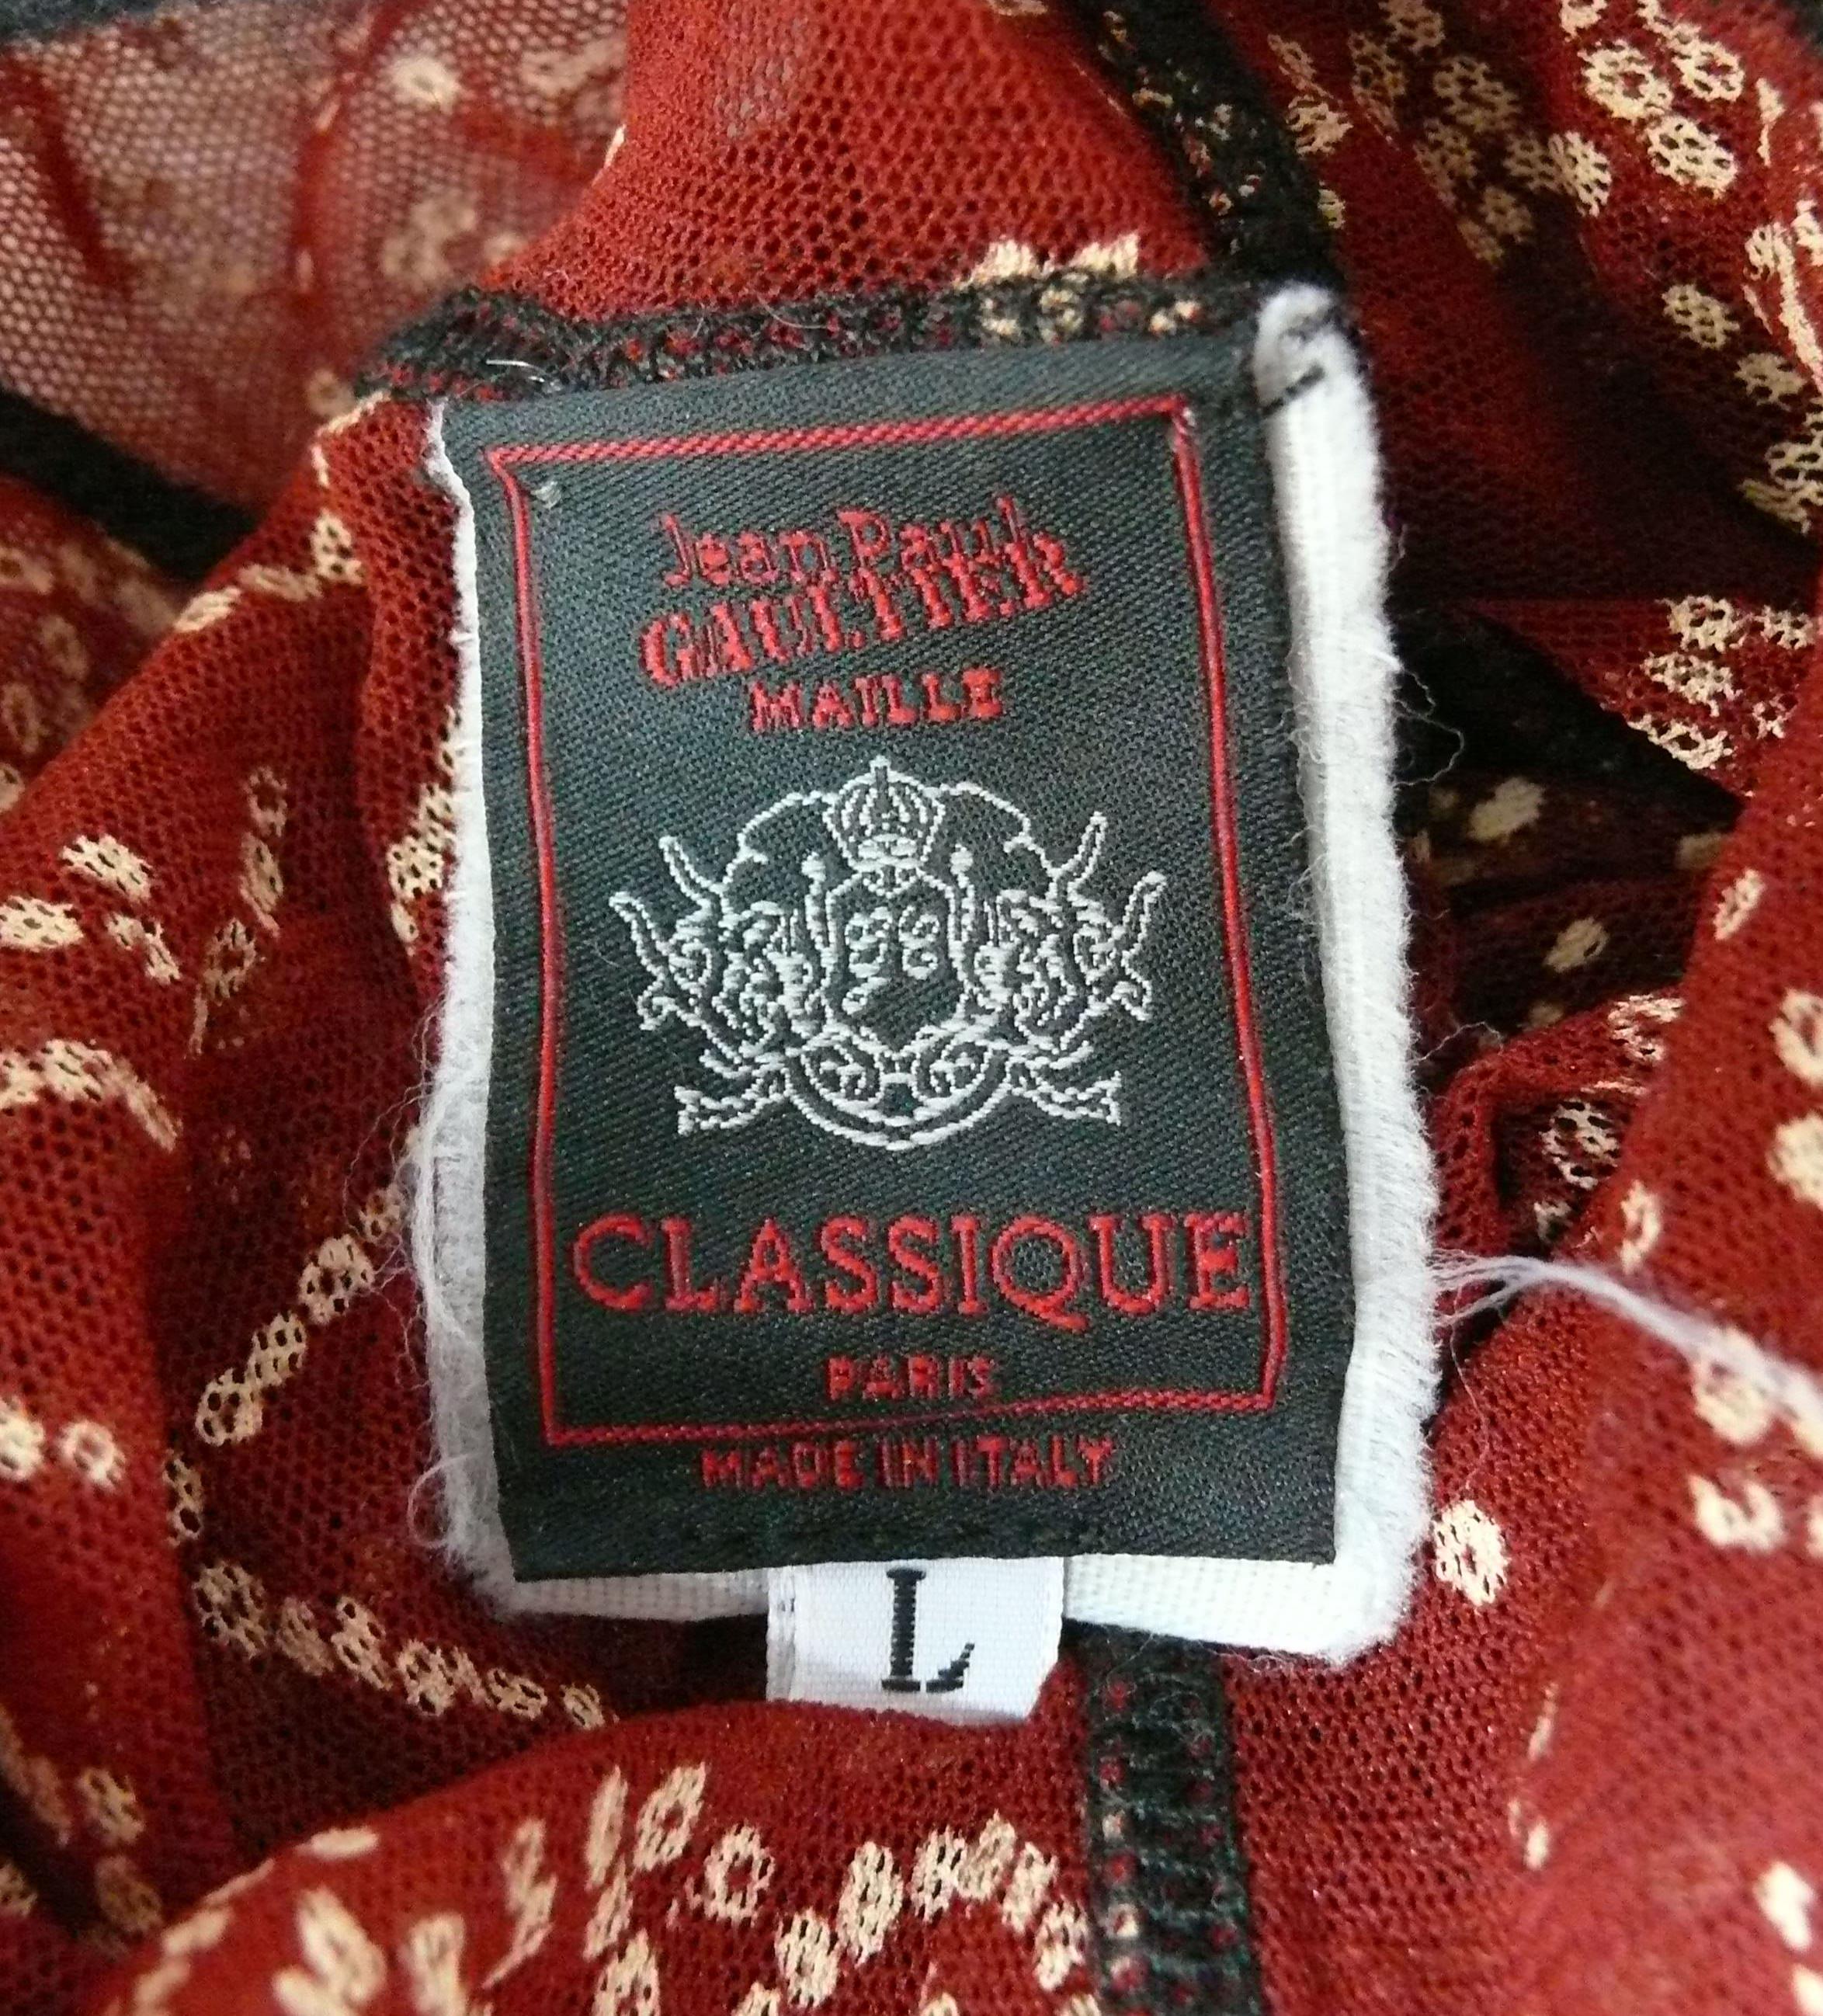 Jean Paul
GAULTIER
MAILLE
CLASSIQUE
PARIS
MADE IN ITALY
L